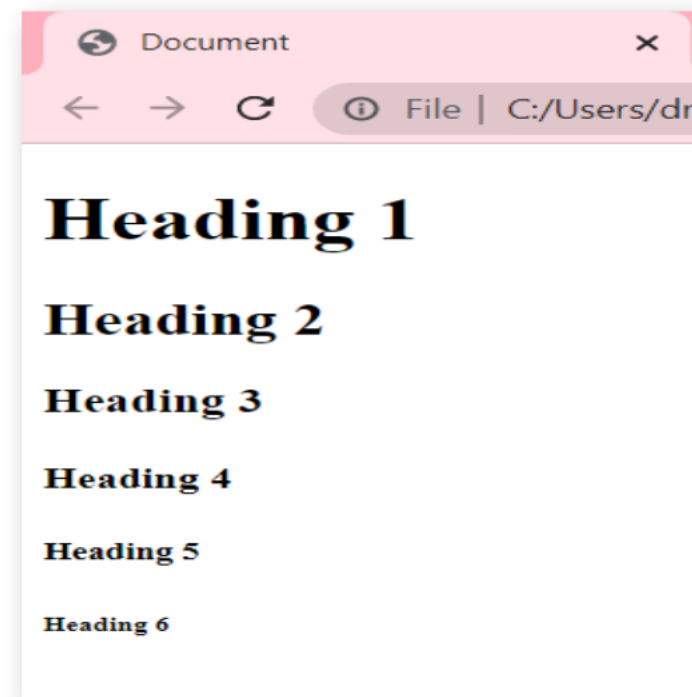 Document
File | C:/Users/dr
Heading 1
Heading 2
Heading 3
Heading 4
Heading 5
Heading 6